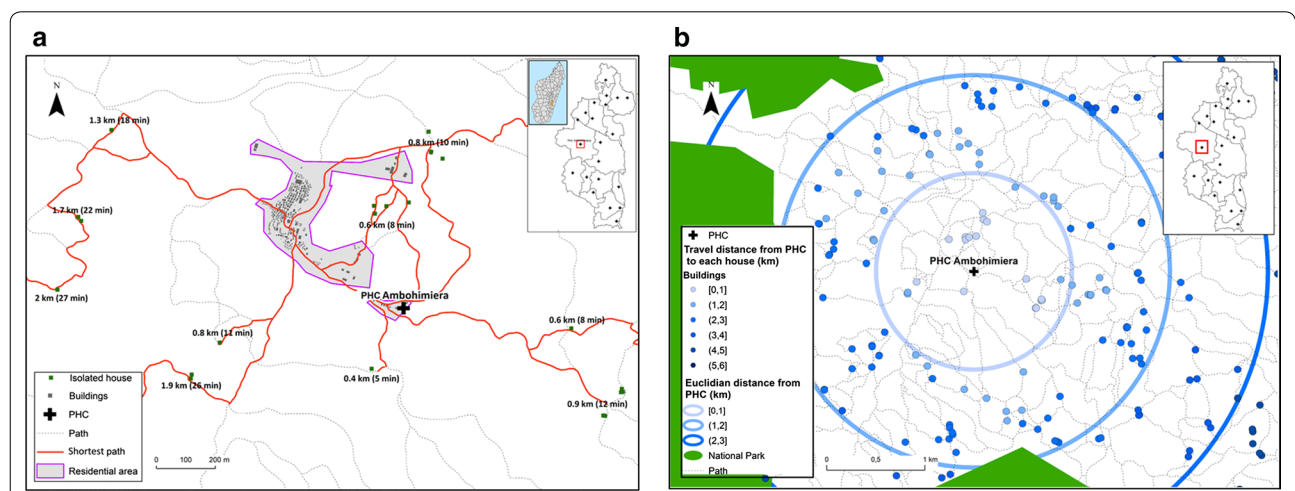 a
N
1.3 km (18 min)
0.8 km (10 min)
1.7 km (22 min)
0.6 km (8 min)
2 km (27 min)
PHC Ambohimiera
0.8 km (11 min)
0.6 km (8 min)
0.4 km (5 min)
1.9 km (26 min)
0.9 km (12 min)
Isolated house
Buildings
PHC
Path
Shortest path
Residential area
0 100 200 m
b
N
PHC Ambohimiera
PHC
Travel distance from PHC
to each house (km)
Buildings
[0,1]
(1,2]
(2,3]
(3,4]
(4,5]
(5,6]
Euclidian distance from
PHC (km)
[0,1]
(1,2]
(2,3]
National Park
Path
0 0,5 1 km